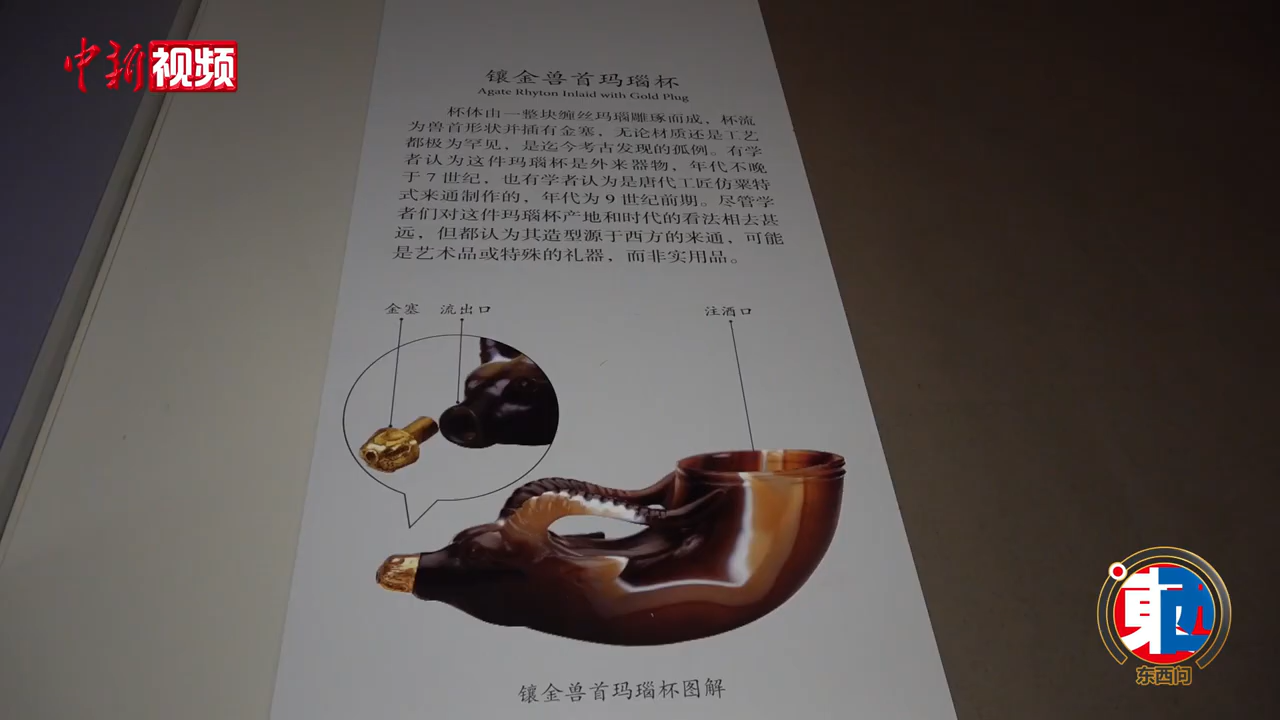 中新视频
镶金兽首玛瑙杯
Agate Rhyton Inlaid with Gold Plug
杯体由一整块缠丝玛瑙雕琢而成，杯流
为兽首形状并插有金塞，无论材质还是工艺
都极为罕见，是迄今考古发现的孤例。有学
者认为这件玛瑙杯是外来器物，年代不晚
于7世纪，也有学者认为是唐代工匠仿粟特
式来通制作的，年代为9世纪前期。尽管学
者们对这件玛瑙杯产地和时代的看法相去甚
远，但都认为其造型源于西方的来通，可能
是艺术品或特殊的礼器，而非实用品。
金塞 流出口 注酒口
镶金兽首玛瑙杯图解
東西
东西问